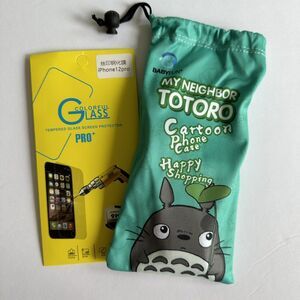 iPhone12pro
COLORFUL
GLASS
TEMPERED GLASS SCREEN PROTECTOR
PRO+
MY NEIGHBOR
TOTORO
Cartoon
Phone
Case
Happy
Shopping